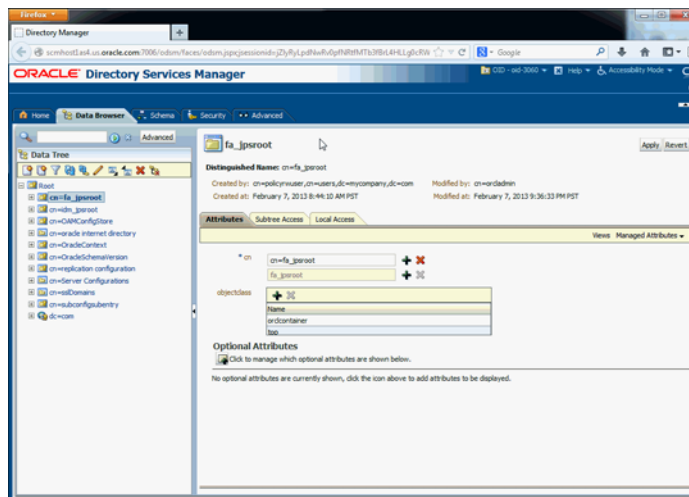 Firefox
Directory Manager
scmhost1as4.us.oracle.com:7006/odsm/faces/odsm.jspx
Google
ORACLE Directory Services Manager
OID - oid-3060 Help Accessibility Mode
Home Data Browser Schema Security Advanced
Advanced
fa_jpsroot
Apply Revert
Data Tree
Distinguished Name: cn=fa_jpsroot
Root
Created by: cn=policyrwuser,cn=users,dc=mycompany,dc=com Modified by: cn=orcladmin
Created at: February 7, 2013 8:44:10 AM PST Modified at: February 7, 2013 9:36:33 PM PST
cn=fa_jpsroot
cn=idm_jpsroot
cn=OAMConfigStore
cn=oracle internet directory
cn=OracleContext
cn=OracleSchemaVersion
cn=replication configuration
cn=Server Configurations
cn=sslDomains
cn=subconfigsubentry
dc=com
Attributes Subtree Access Local Access
Views Managed Attributes
* cn cn=fa_jpsroot
fa_jpsroot
objectclass
Name
orclcontainer
top
Optional Attributes
Click to manage which optional attributes are shown below.
No optional attributes are currently shown, click the icon above to add attributes to be displayed.